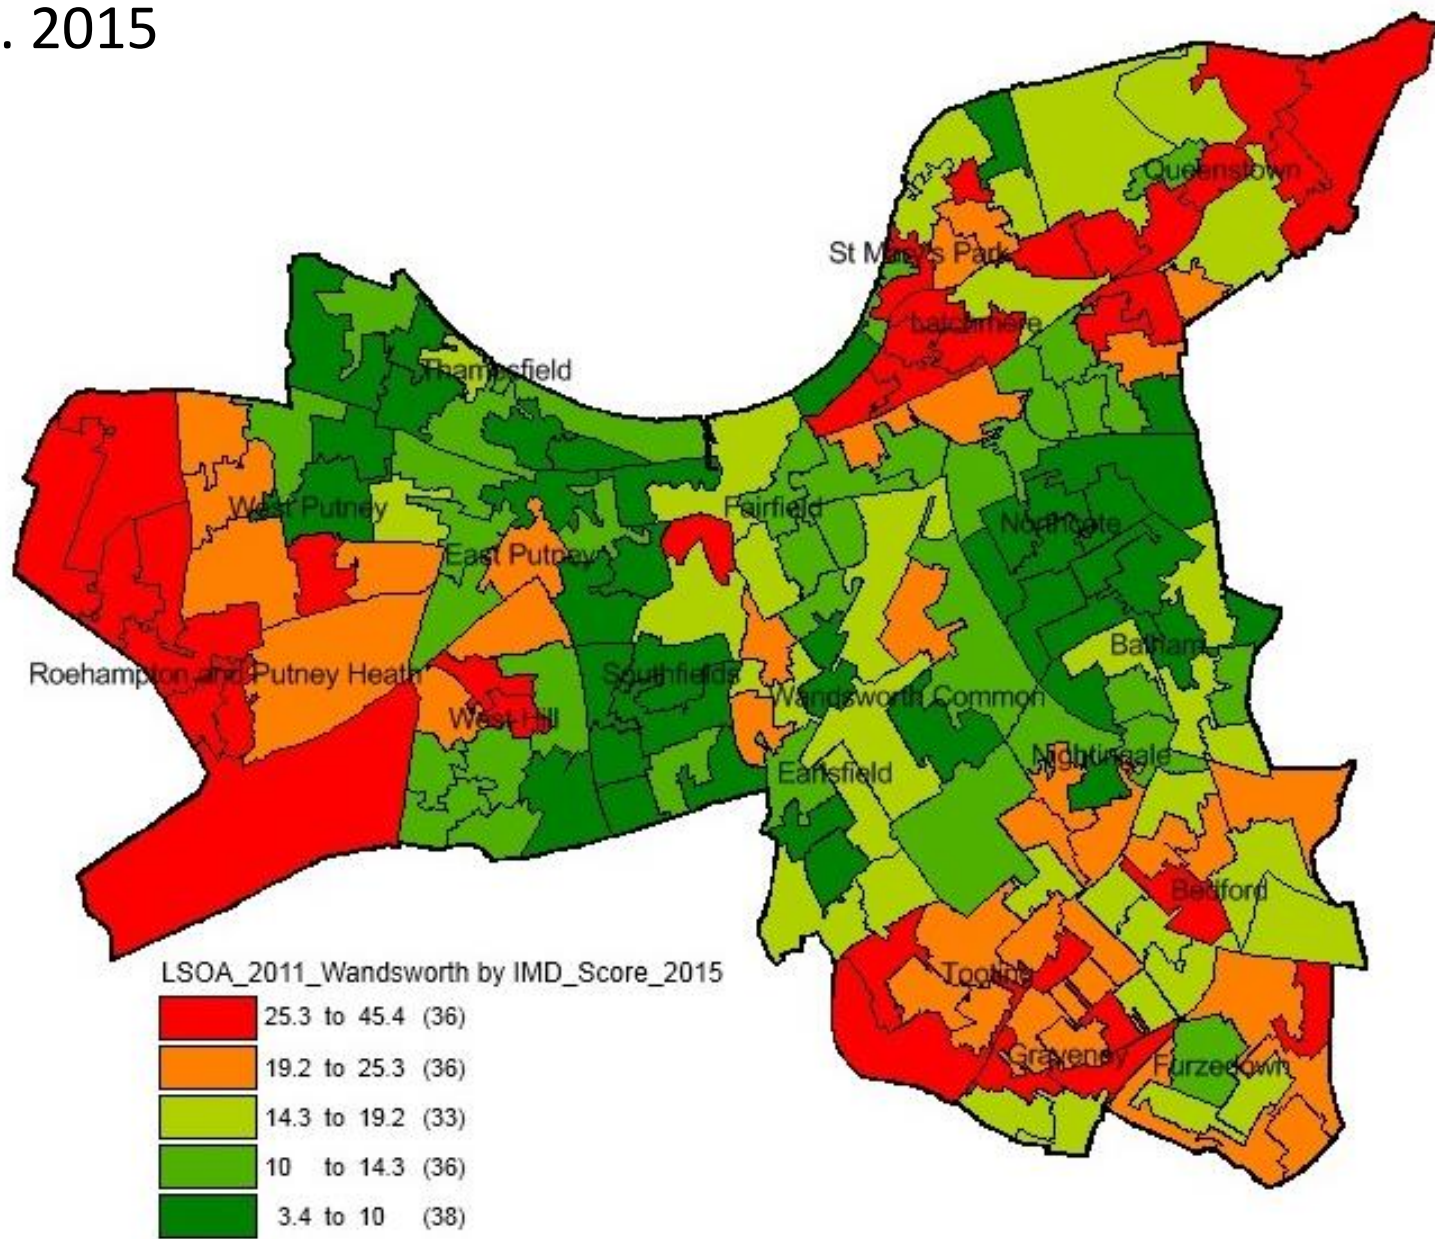 . 2015
Queenstown
St Mary's Park
Latchmere
Thamesfield
West Putney
Fairfield
Northcote
East Putney
Balham
Roehampton and Putney Heath
Southfields
Wandsworth Common
West Hill
Nightingale
Earlsfield
Bedford
Tooting
Graveney
Furzedown
LSOA_2011_Wandsworth by IMD_Score_2015
25.3 to 45.4 (36)
19.2 to 25.3 (36)
14.3 to 19.2 (33)
10 to 14.3 (36)
3.4 to 10 (38)